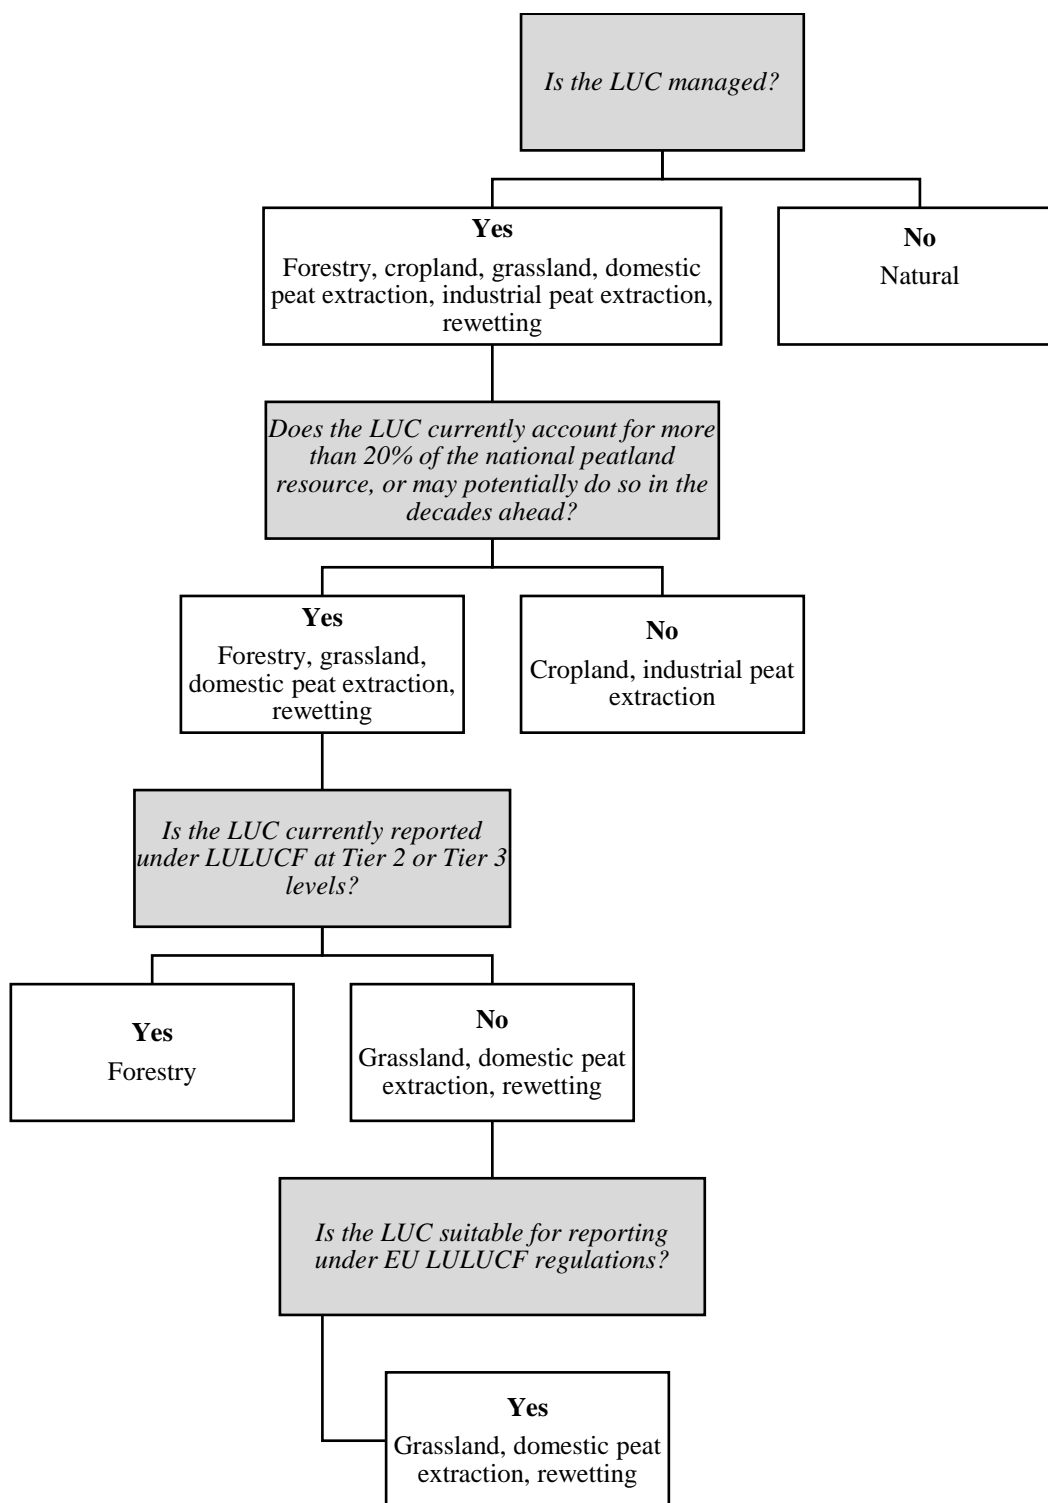 Is the LUC managed?
Yes
Forestry, cropland, grassland, domestic
peat extraction, industrial peat extraction,
rewetting
No
Natural
Does the LUC currently account for more
than 20% of the national peatland
resource, or may potentially do so in the
decades ahead?
Yes
Forestry, grassland,
domestic peat extraction,
rewetting
No
Cropland, industrial peat
extraction
Is the LUC currently reported
under LULUCF at Tier 2 or Tier 3
levels?
Yes
Forestry
No
Grassland, domestic peat
extraction, rewetting
Is the LUC suitable for reporting
under EU LULUCF regulations?
Yes
Grassland, domestic peat
extraction, rewetting